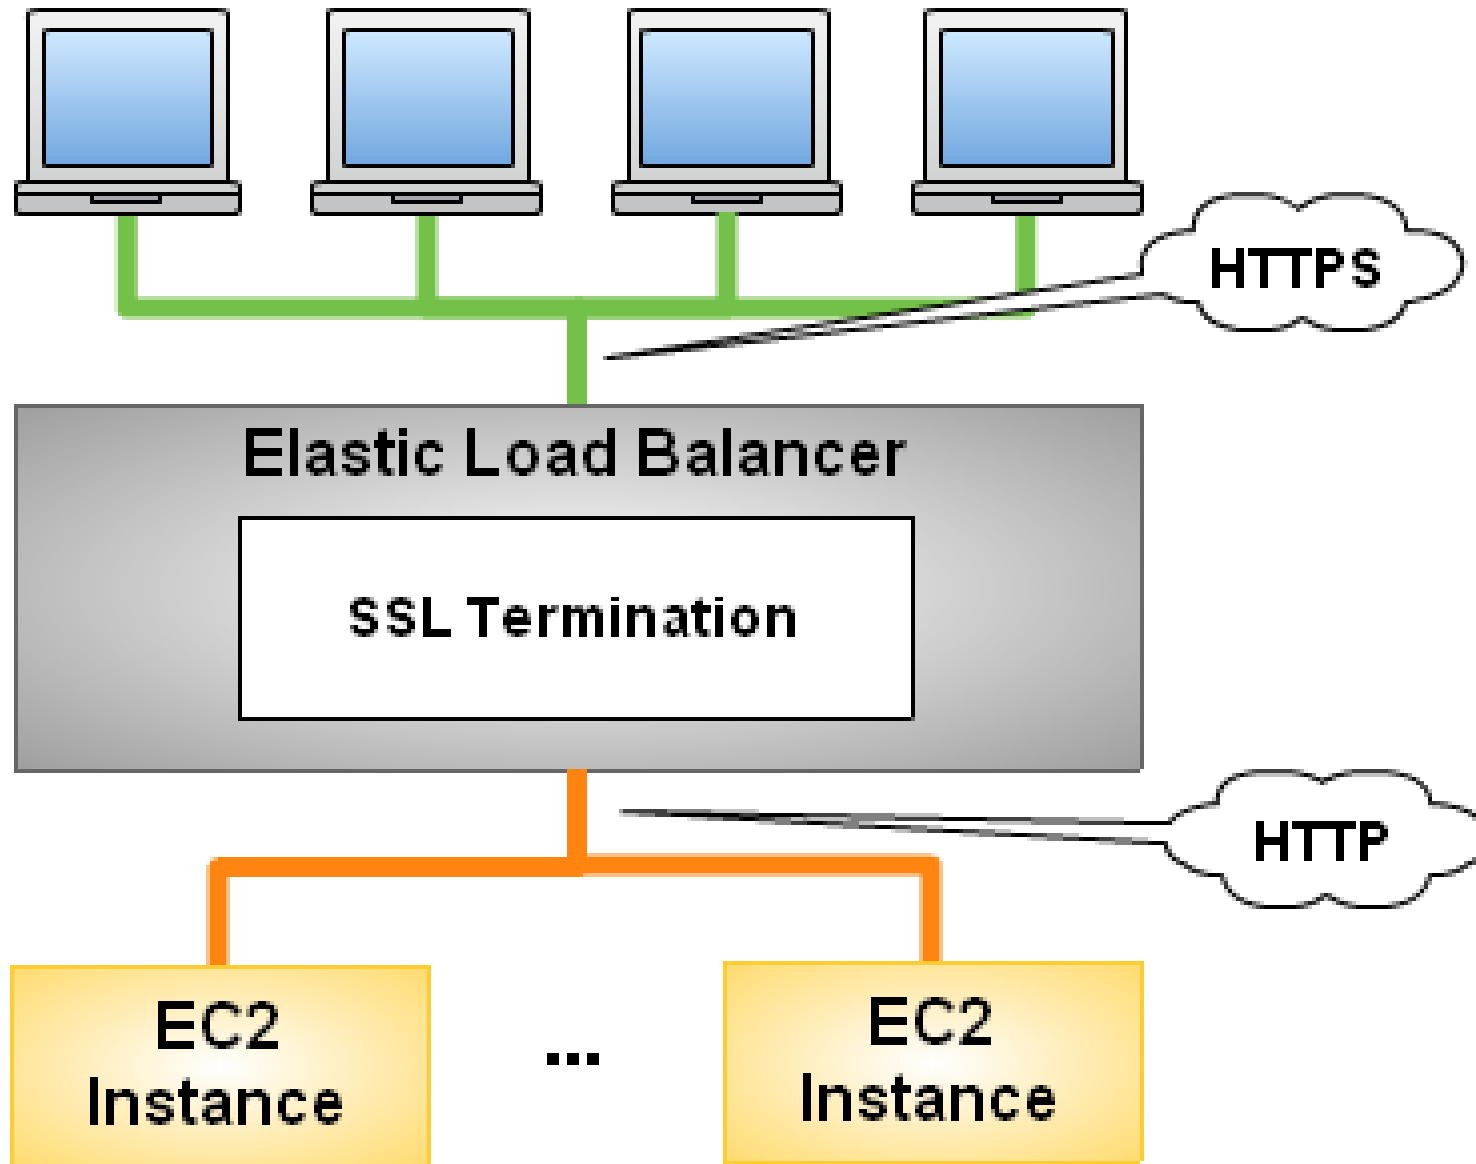 HTTPS
Elastic Load Balancer
SSL Termination
HTTP
EC2
Instance
...
EC2
Instance